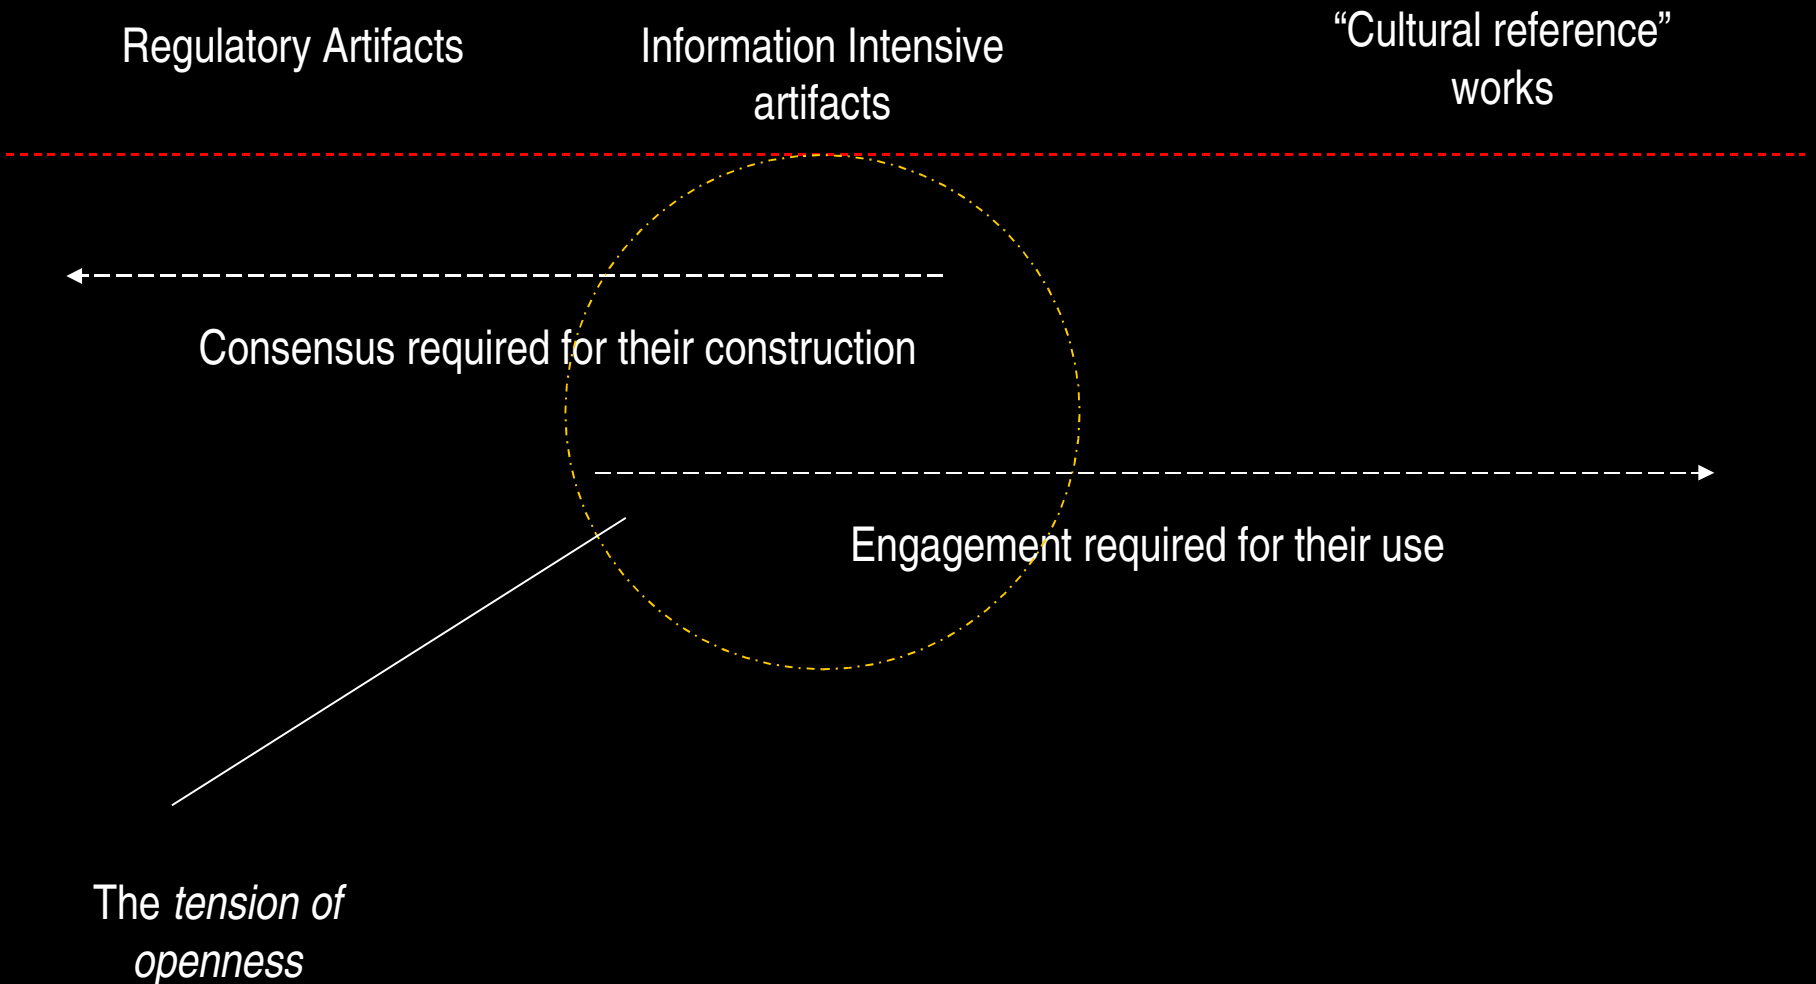 Regulatory Artifacts
Information Intensive
artifacts
“Cultural reference”
works
Consensus required for their construction
Engagement required for their use
The tension of
openness